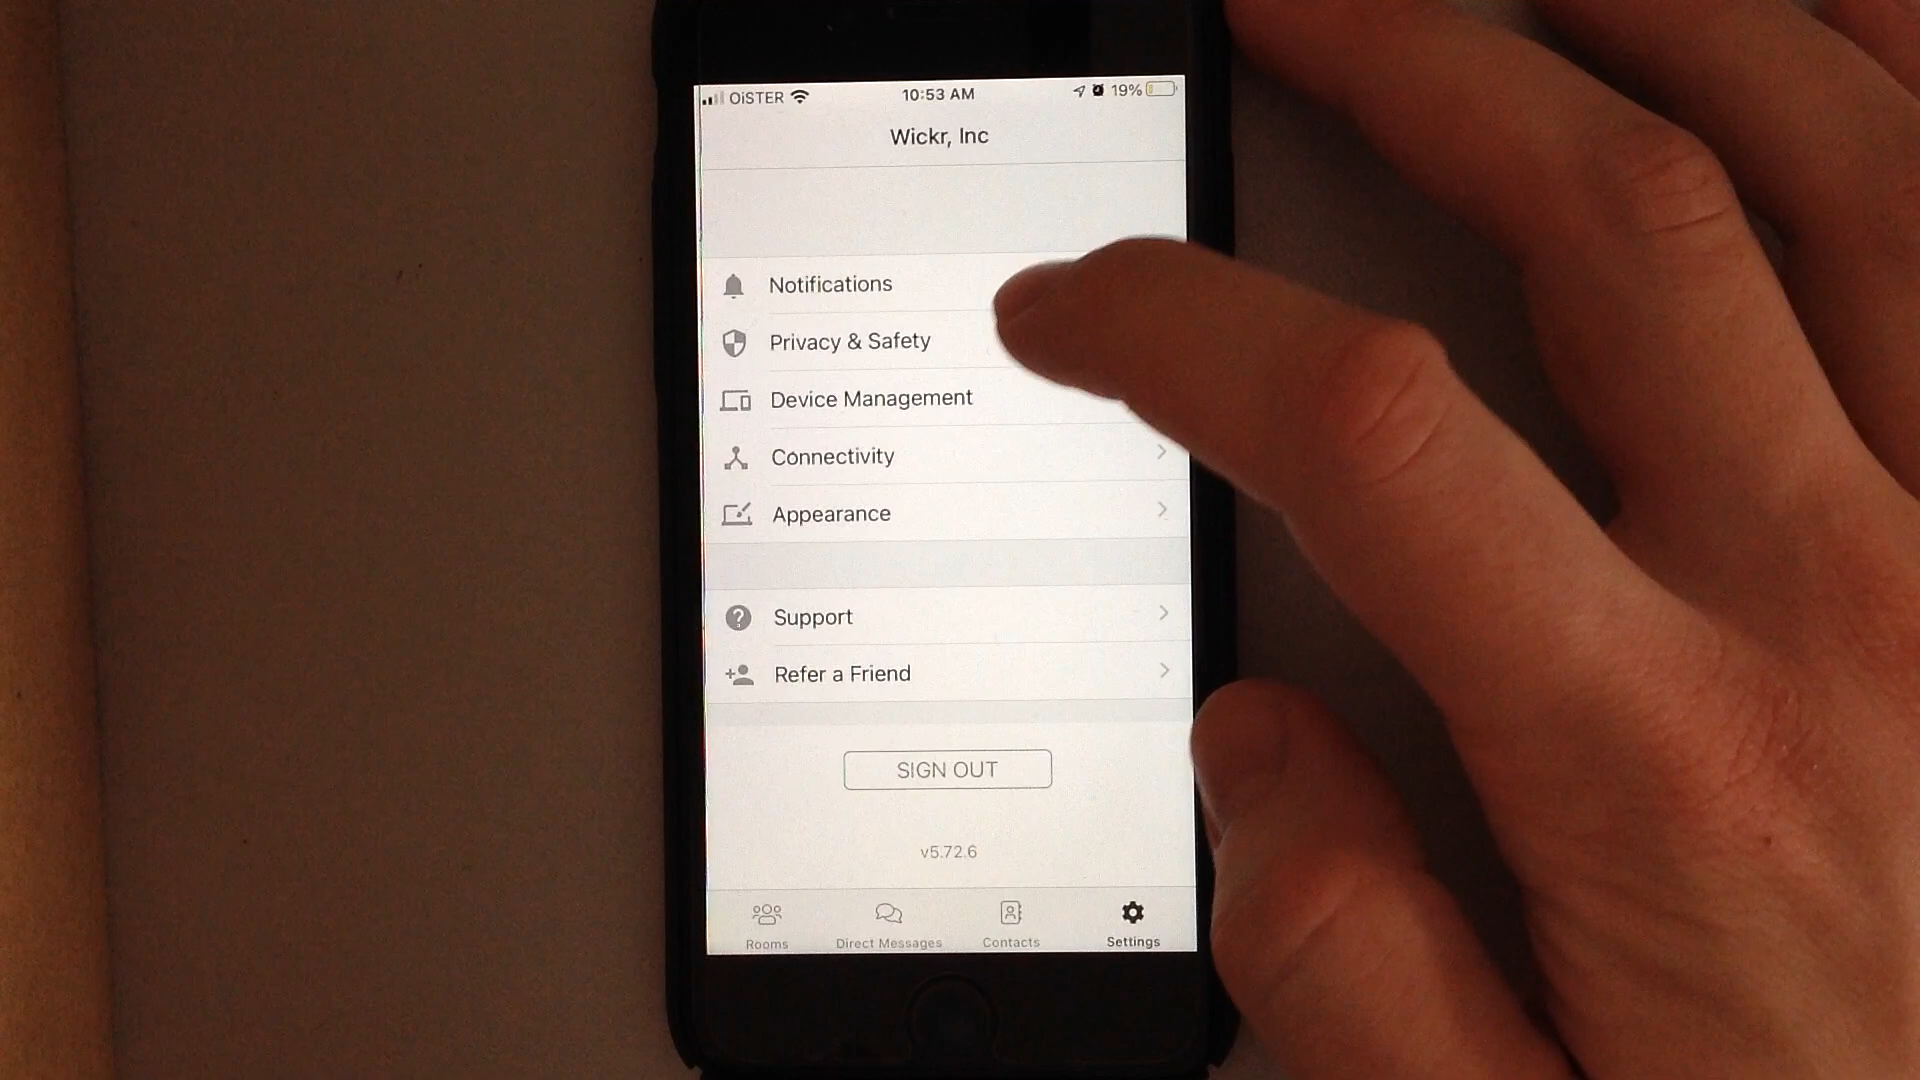 OiSTER 10:53 AM 19%
Wickr, Inc
Notifications
Privacy & Safety
Device Management
Connectivity
Appearance
Support
Refer a Friend
SIGN OUT
v5.72.6
Rooms Direct Messages Contacts Settings